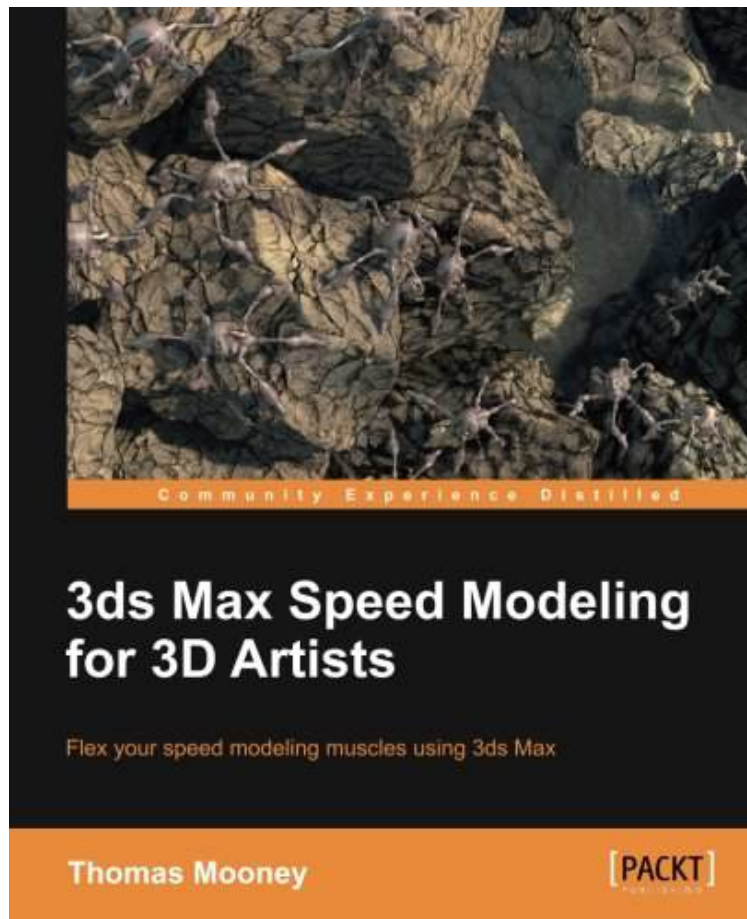 Community Experience Distilled
3ds Max Speed Modeling
for 3D Artists
Flex your speed modeling muscles using 3ds Max
Thomas Mooney
[PACKT]
PUBLISHING